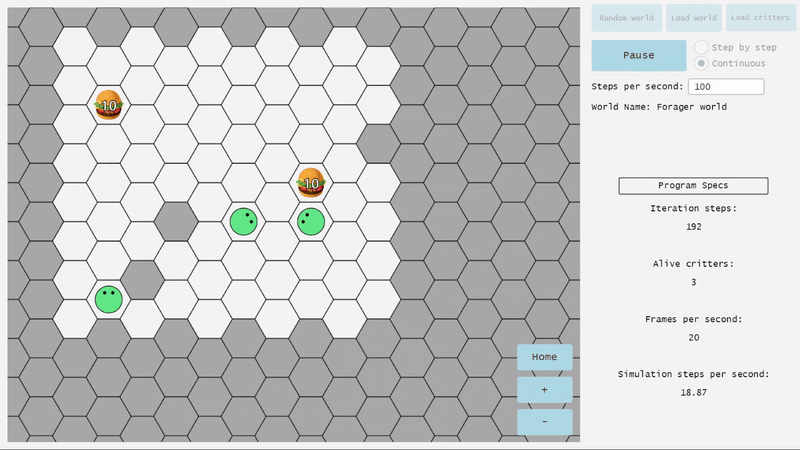 Random world
Load world
Load critters
Pause
Step by step
Continuous
Steps per second: 100
World Name: Forager world
10
10
Program Specs
Iteration steps:
192
Alive critters:
3
Frames per second:
20
Simulation steps per second:
18.87
Home
+
-